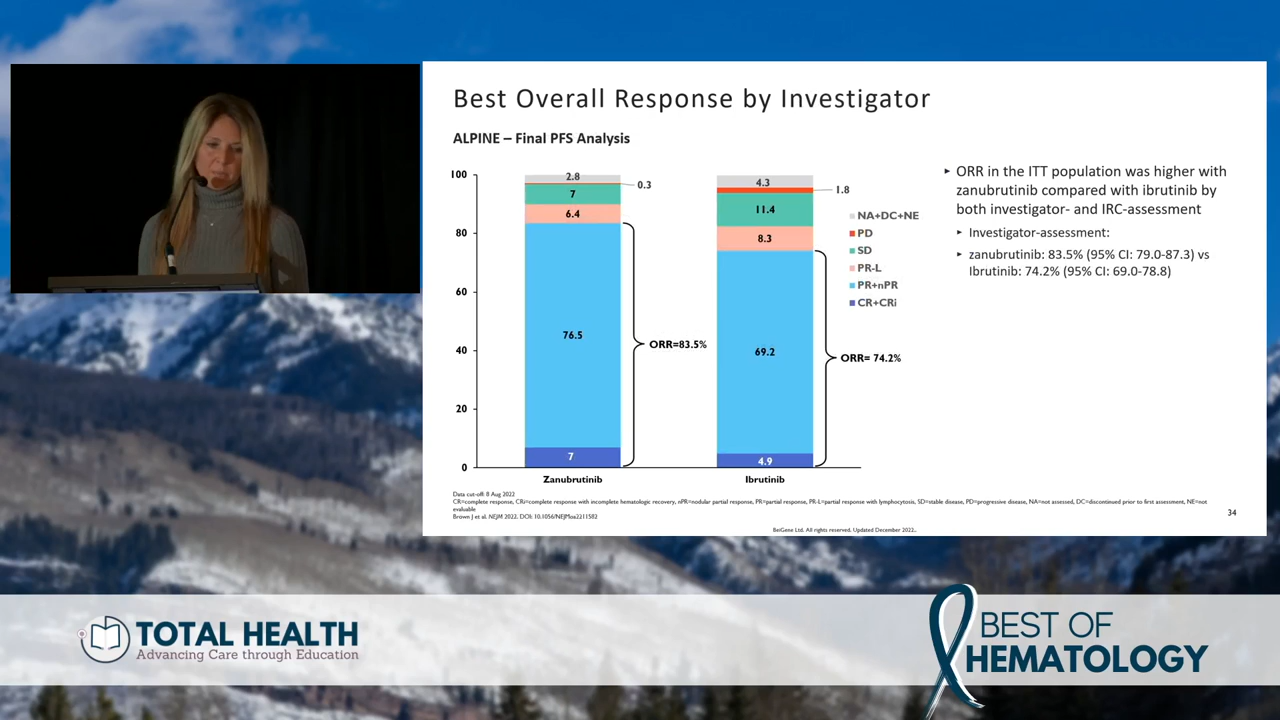 Best Overall Response by Investigator
ALPINE – Final PFS Analysis
100
80
60
40
20
0
2.8
0.3
7
6.4
76.5
7
ORR=83.5%
Zanubrutinib
4.3
1.8
11.4
8.3
69.2
4.9
ORR= 74.2%
Ibrutinib
NA+DC+NE
PD
SD
PR-L
PR+nPR
CR+CRi
▸ ORR in the ITT population was higher with
zanubrutinib compared with ibrutinib by
both investigator- and IRC-assessment
▸ Investigator-assessment:
▸ zanubrutinib: 83.5% (95% CI: 79.0-87.3) vs
Ibrutinib: 74.2% (95% CI: 69.0-78.8)
Data cut-off: 8 Aug 2022
CR=complete response, CRi=complete response with incomplete hematologic recovery, nPR=nodular partial response, PR=partial response, PR-L=partial response with lymphocytosis, SD=stable disease, PD=progressive disease, NA=not assessed, DC=discontinued prior to first assessment, NE=not
evaluable
Brown J et al. NEJM 2022. DOI: 10.1056/NEJMoa2211582
34
BeiGene Ltd. All rights reserved. Updated December 2022..
TOTAL HEALTH
Advancing Care through Education
BEST OF
HEMATOLOGY